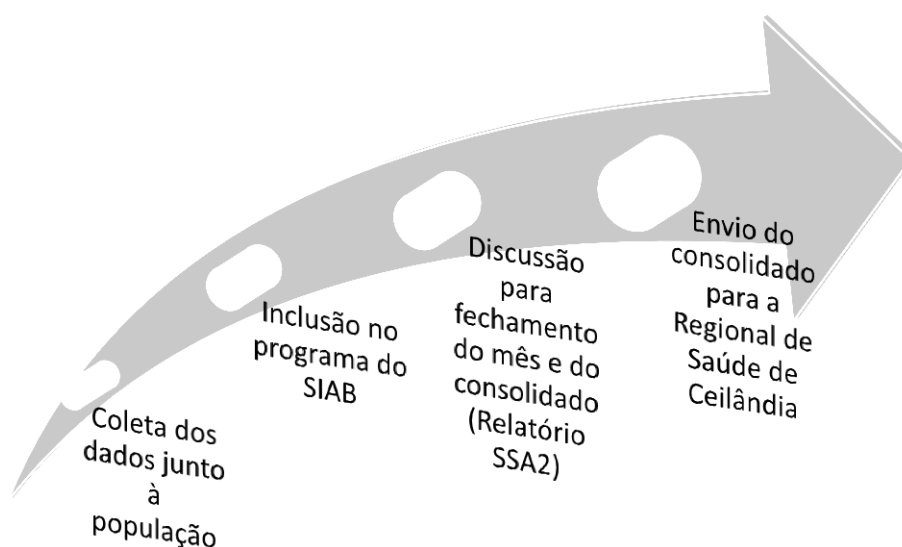 Coleta dos
dados junto
à
população
Inclusão no
programa do
SIAB
Discussão
para
fechamento
do mês e do
consolidado
(Relatório
SSA2)
Envio do
consolidado
para a
Regional de
Saúde de
Ceilândia